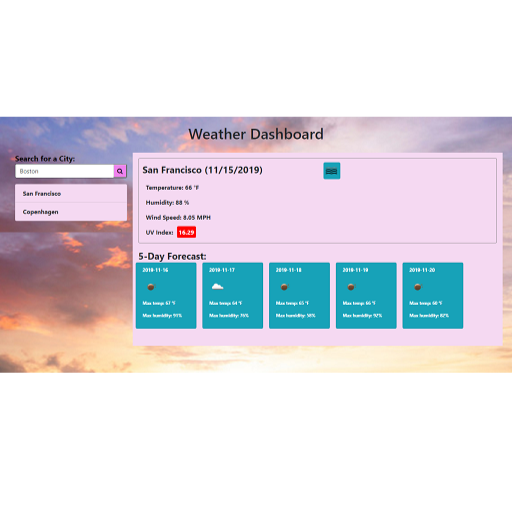 Weather Dashboard
Search for a City:
Boston
San Francisco
Copenhagen
San Francisco (11/15/2019)
Temperature: 66 °F
Humidity: 88 %
Wind Speed: 8.05 MPH
UV Index: 16.29
5-Day Forecast:
2019-11-16
Max temp: 67 °F
Max humidity: 91%
2019-11-17
Max temp: 64 °F
Max humidity: 76%
2019-11-18
Max temp: 65 °F
Max humidity: 58%
2019-11-19
Max temp: 66 °F
Max humidity: 92%
2019-11-20
Max temp: 60 °F
Max humidity: 82%